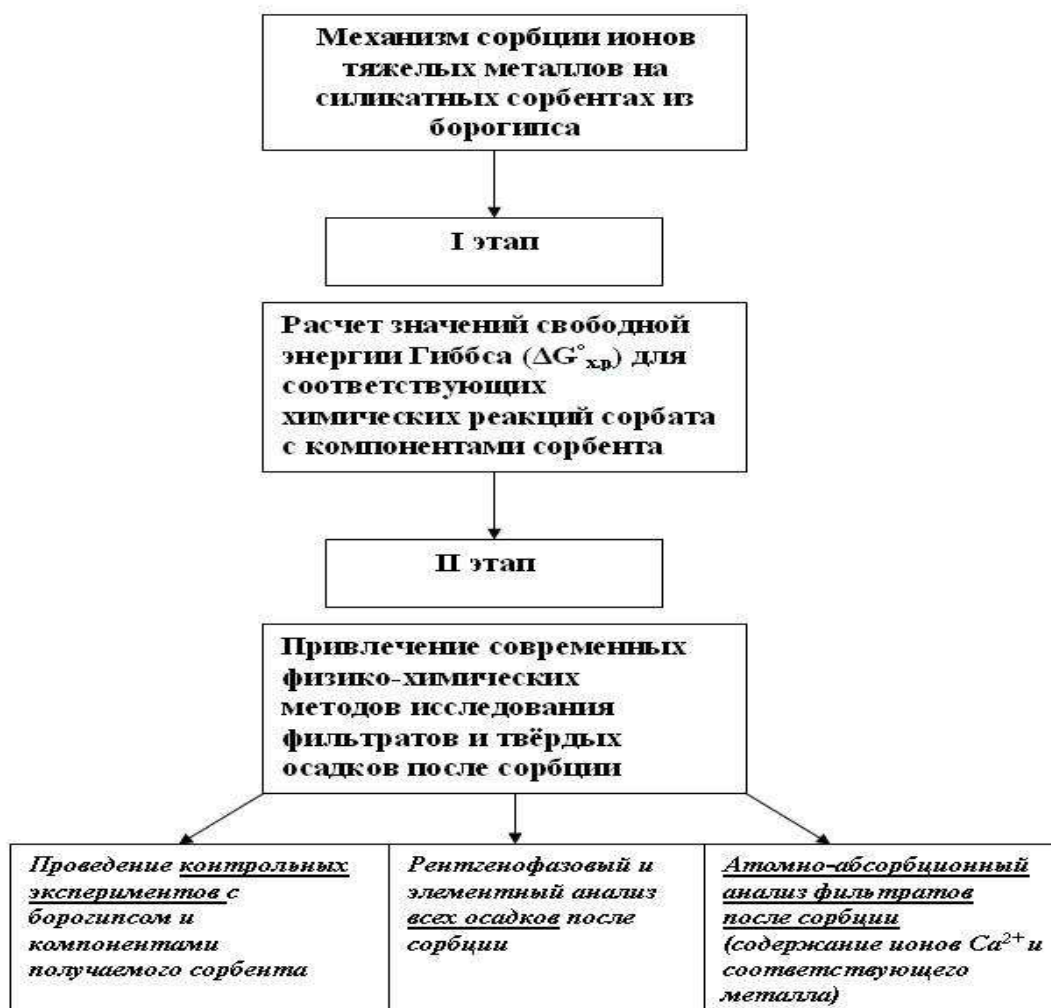 Механизм сорбции ионов
тяжелых металлов на
силикатных сорбентах из
борогипса
I этап
Расчет значений свободной
энергии Гиббса (ΔG°х.р) для
соответствующих
химических реакций сорбата
с компонентами сорбента
II этап
Привлечение современных
физико-химических
методов исследования
фильтратов и твёрдых
осадков после сорбции
Проведение контрольных
экспериментов с
борогипсом и
компонентами
получаемого сорбента
Рентгенофазовый и
элементный анализ
всех осадков после
сорбции
Атомно-абсорбционный
анализ фильтратов
после сорбции
(содержание ионов Ca²⁺ и
соответствующего
металла)